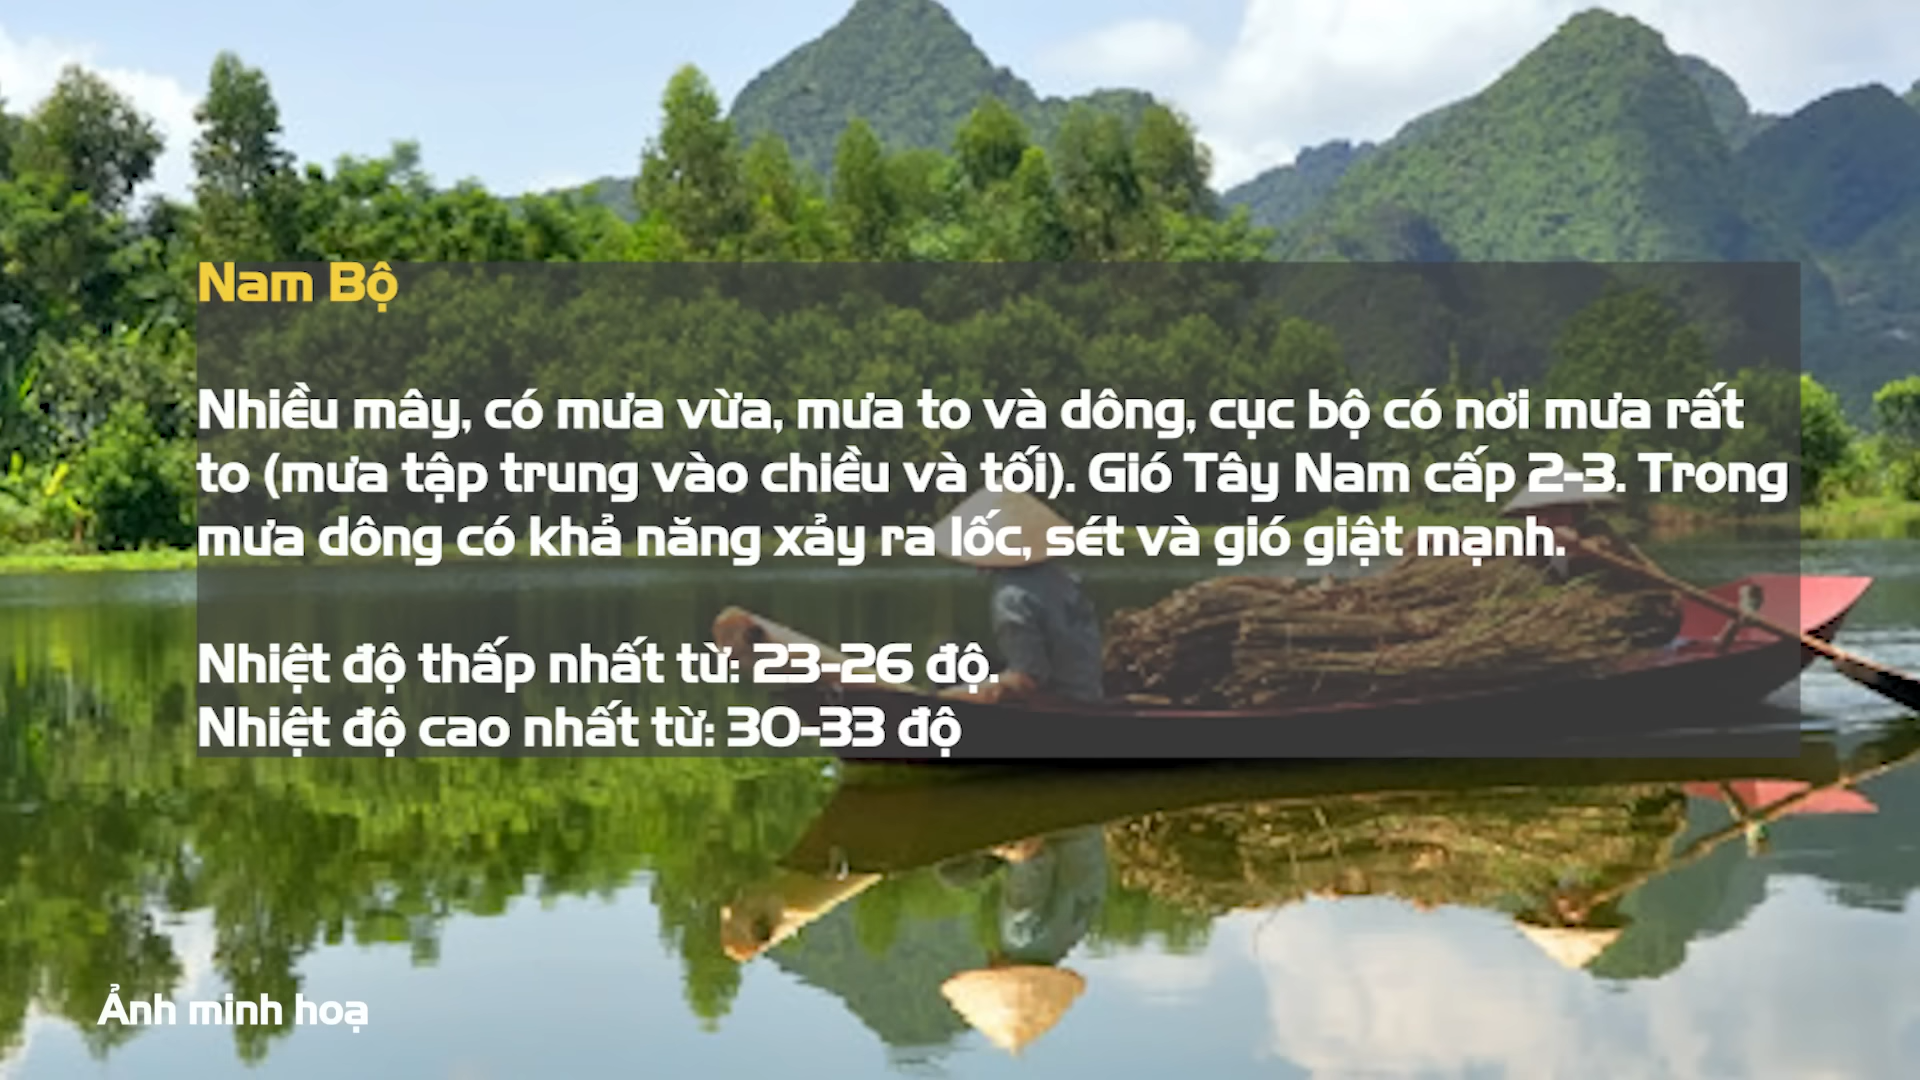 Nam Bộ
Nhiều mây, có mưa vừa, mưa to và dông, cục bộ có nơi mưa rất
to (mưa tập trung vào chiều và tối). Gió Tây Nam cấp 2-3. Trong
mưa dông có khả năng xảy ra lốc, sét và gió giật mạnh.
Nhiệt độ thấp nhất từ: 23-26 độ.
Nhiệt độ cao nhất từ: 30-33 độ
Ảnh minh hoạ